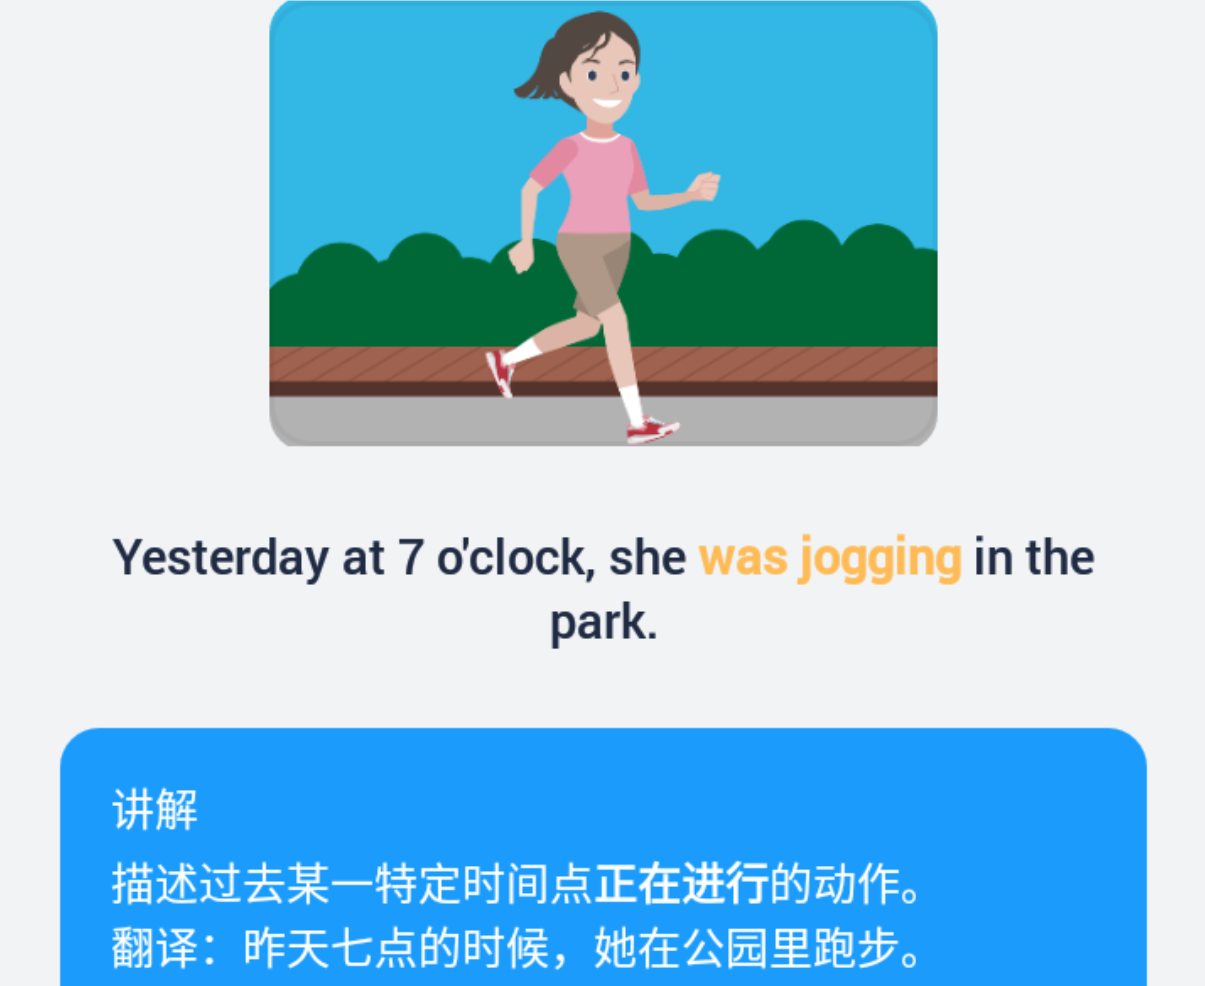 Yesterday at 7 o'clock, she was jogging in the
park.
讲解
描述过去某一特定时间点正在进行的动作。
翻译：昨天七点的时候，她在公园里跑步。